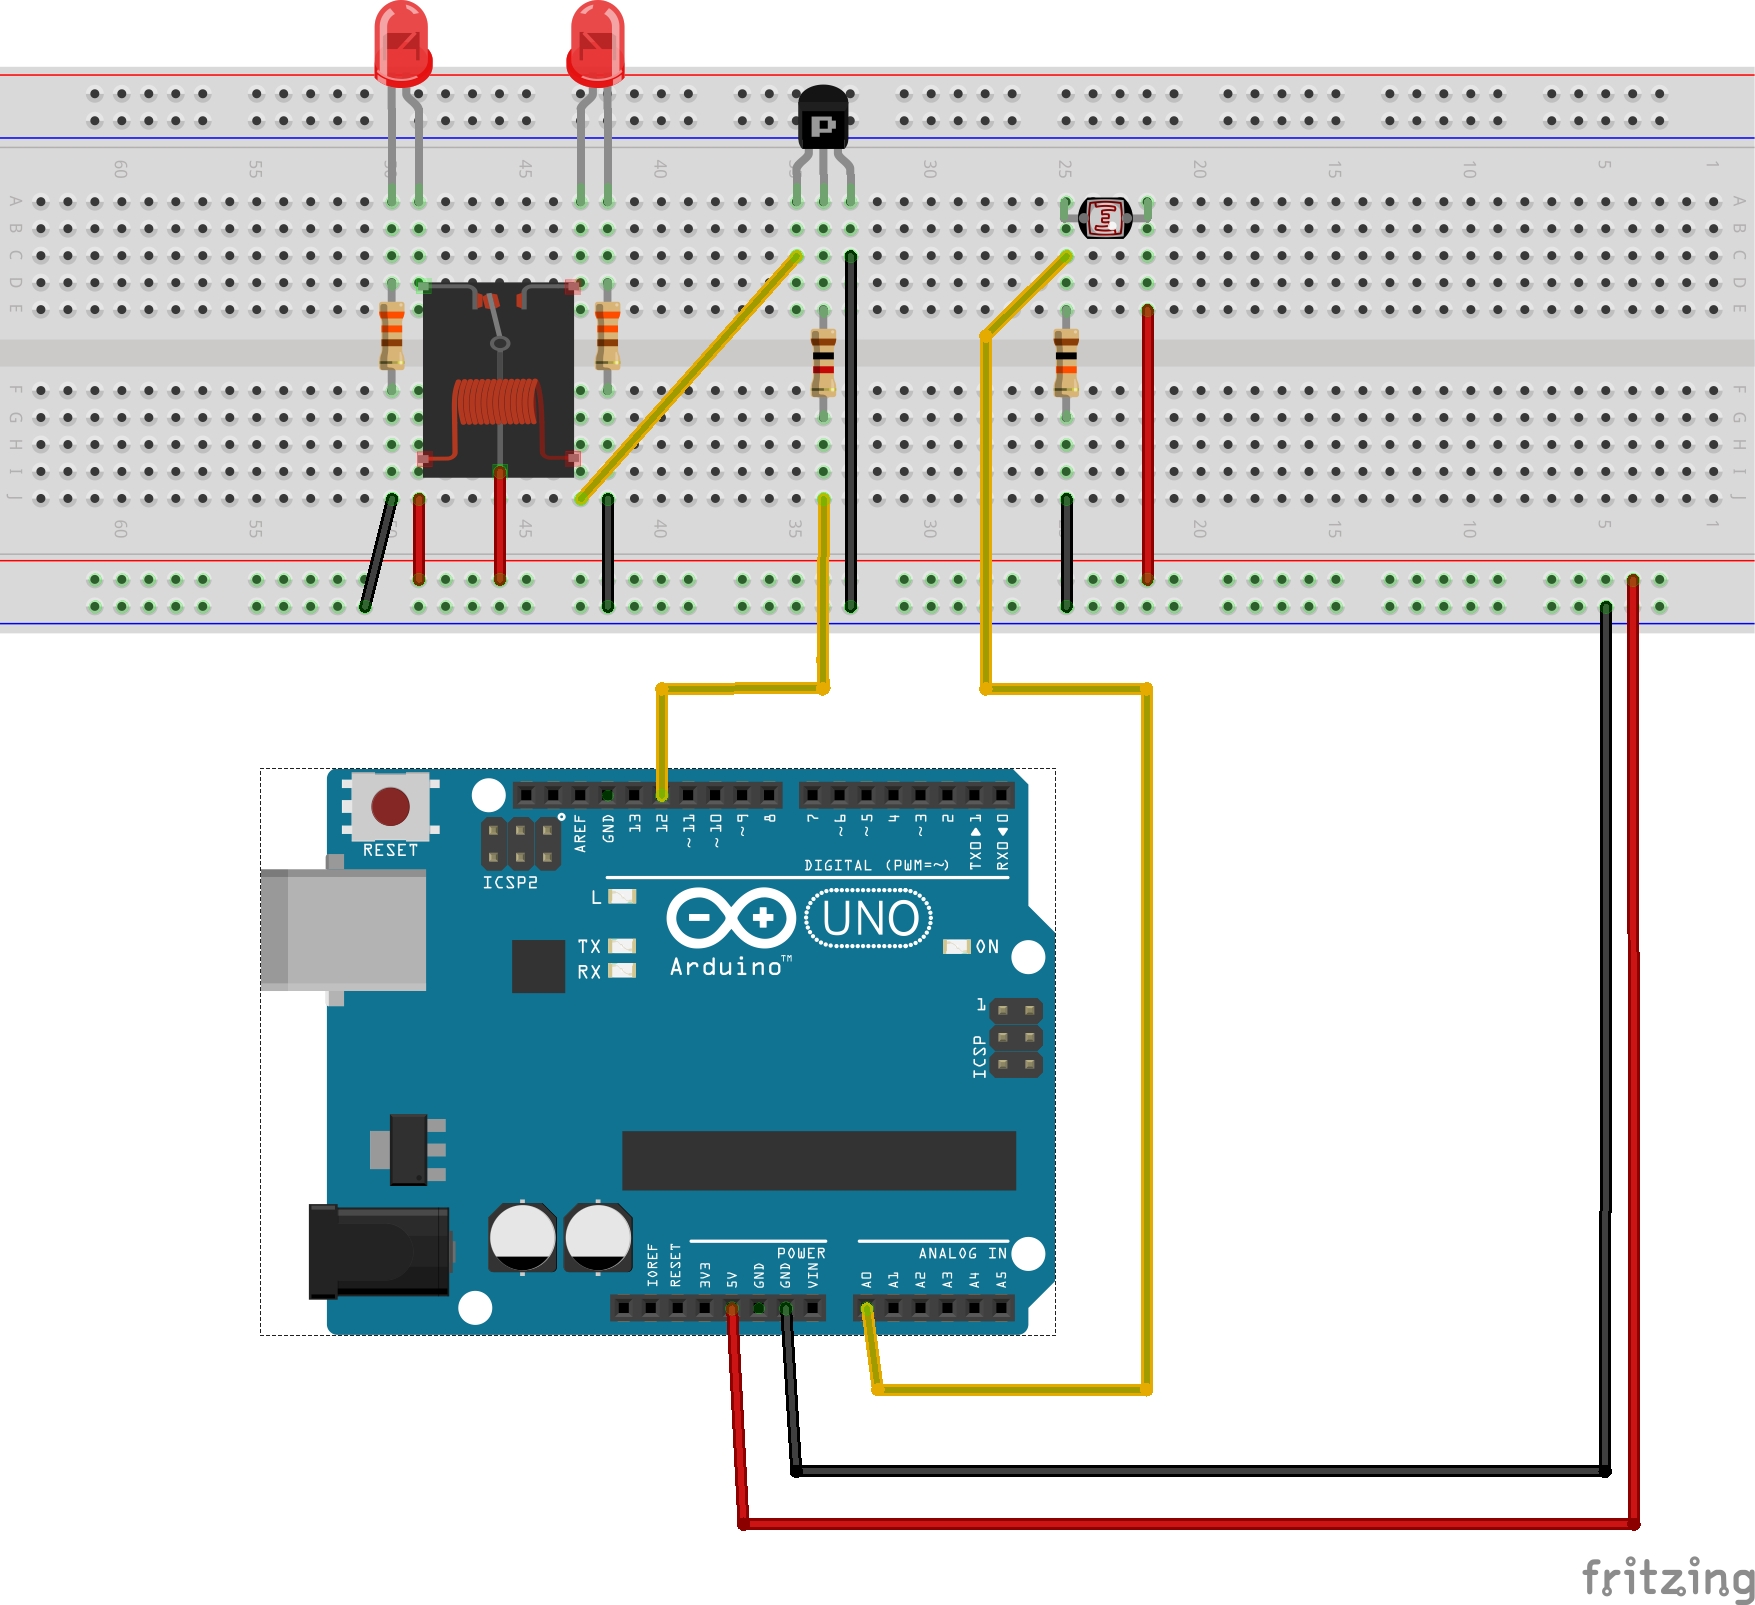 P
60 55 50 45 40 35 30 25 20 15 10 5 1
A A
B B
C C
D D
E E
F F
G G
H H
I I
J J
60 55 50 45 40 35 30 25 20 15 10 5 1
RESET
AREF GND 13 12 ~11 ~10 ~9 8 7 ~6 ~5 4 ~3 2 TX0▶1 RX0◀0
DIGITAL (PWM=~)
ICSP2
L
TX
RX
UNO
Arduino™
ON
1
ICSP
POWER
ANALOG IN
IOREF RESET 3V3 5V GND GND VIN A0 A1 A2 A3 A4 A5
fritzing